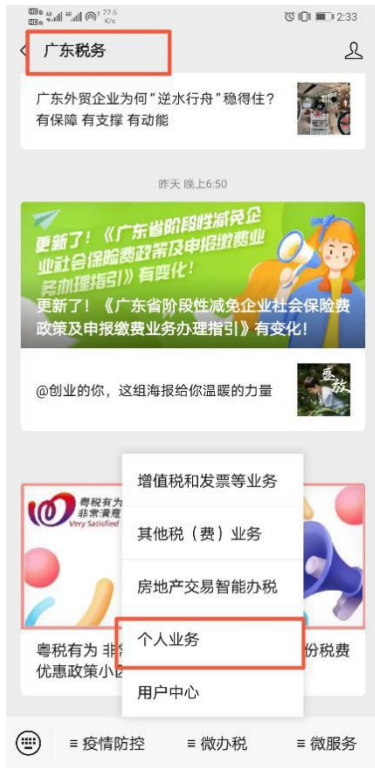 27.6
K/s
2:33
广东税务
广东外贸企业为何“逆水行舟”稳得住?
有保障 有支撑 有动能
昨天 晚上6:50
更新了！《广东省阶段性减免企
业社会保险费政策及申报缴费业
务办理指引》有变化！
更新了！《广东省阶段性减免企业社会保险费
政策及申报缴费业务办理指引》有变化！
@创业的你，这组海报给你温暖的力量
盛放
增值税和发票等业务
粤税有为
非常满意
Very Satisfied
其他税（费）业务
房地产交易智能办税
个人业务
粤税有为 非
份税费
优惠政策小
用户中心
≡ 疫情防控
≡ 微办税
≡ 微服务